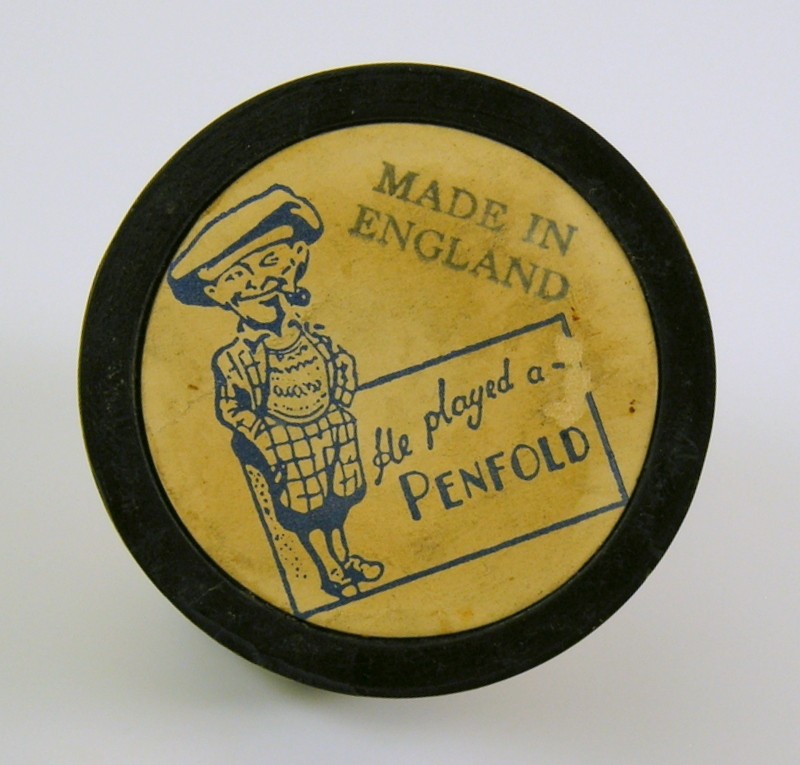 MADE IN
ENGLAND
He played a-
PENFOLD